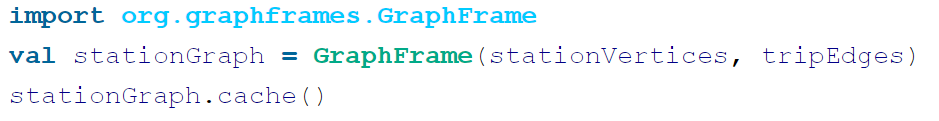 import org.graphframes.GraphFrame
val stationGraph = GraphFrame(stationVertices, tripEdges)
stationGraph.cache()